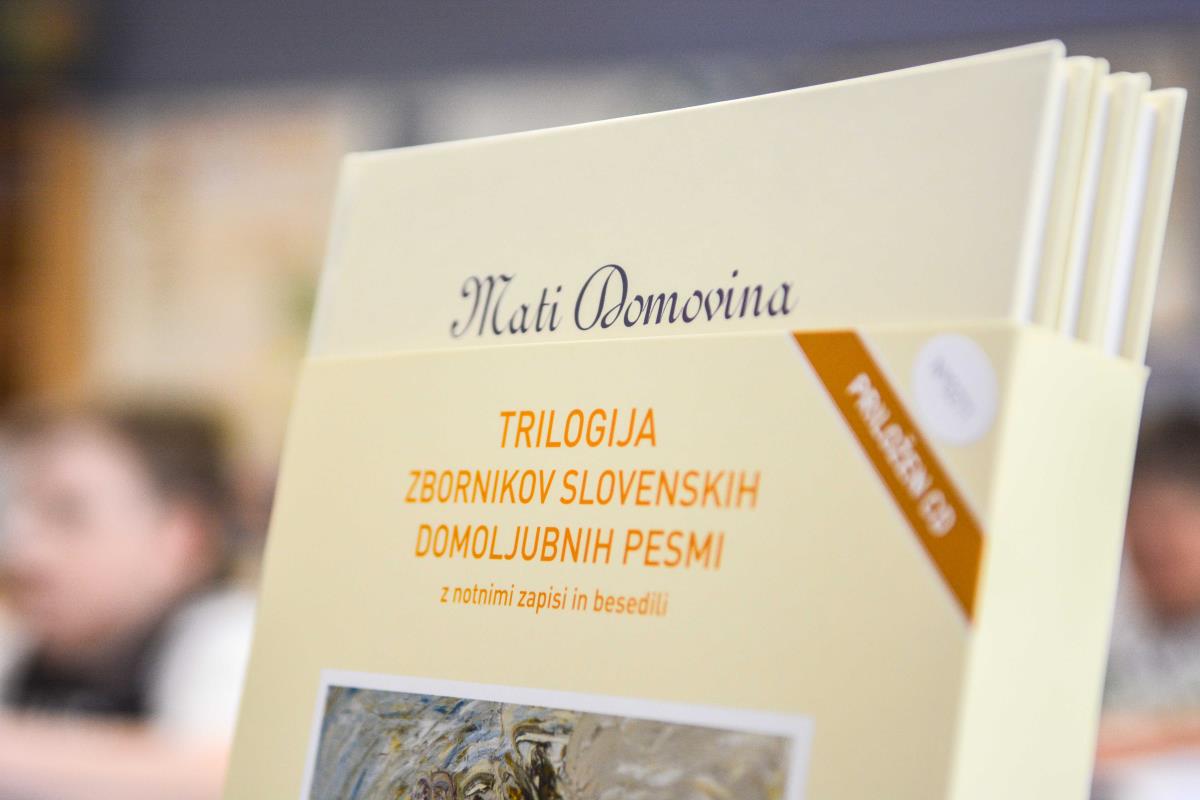 Mati Domovina
TRILOGIJA
ZBORNIKOV SLOVENSKIH
DOMOLJUBNIH PESMI
z notnimi zapisi in besedili
PRILOŽEN CD